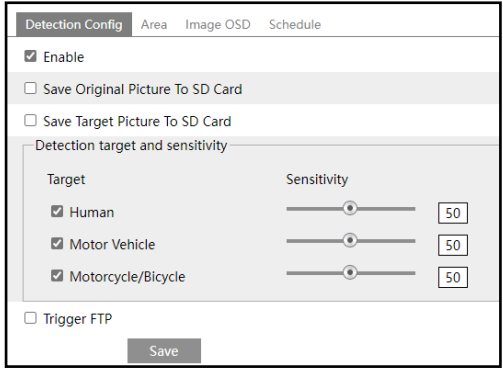 Detection Config Area Image OSD Schedule
Enable
Save Original Picture To SD Card
Save Target Picture To SD Card
Detection target and sensitivity
Target Sensitivity
Human 50
Motor Vehicle 50
Motorcycle/Bicycle 50
Trigger FTP
Save